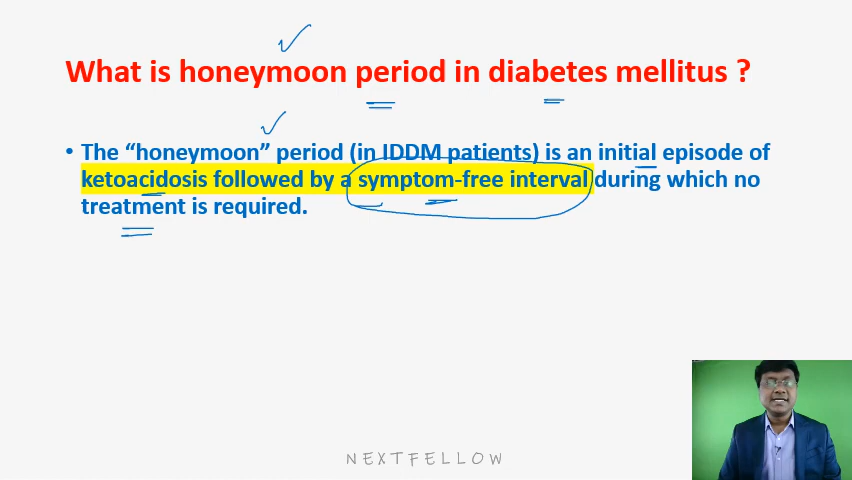 What is honeymoon period in diabetes mellitus ?
• The “honeymoon” period (in IDDM patients) is an initial episode of
ketoacidosis followed by a symptom-free interval during which no
treatment is required.
NEXTFELLOW